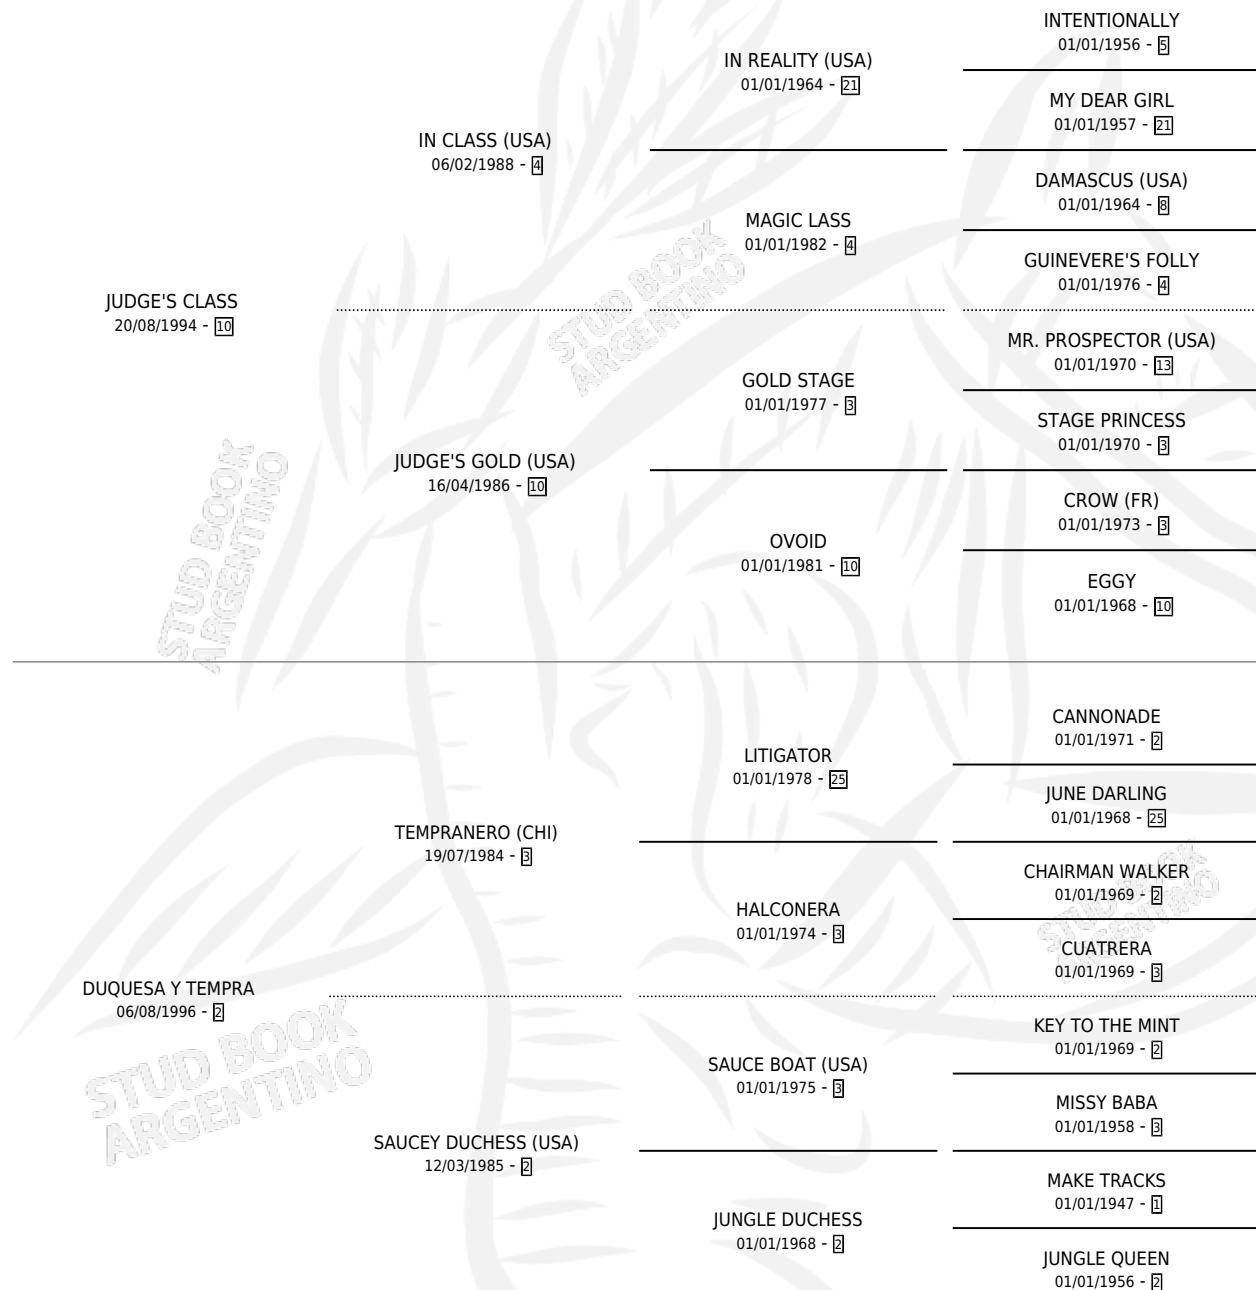 INTENTIONALLY
01/01/1956 - 5
IN REALITY (USA)
01/01/1964 - 21
MY DEAR GIRL
01/01/1957 - 21
IN CLASS (USA)
06/02/1988 - 4
DAMASCUS (USA)
01/01/1964 - 8
MAGIC LASS
01/01/1982 - 4
GUINEVERE'S FOLLY
01/01/1976 - 4
JUDGE'S CLASS
20/08/1994 - 10
MR. PROSPECTOR (USA)
01/01/1970 - 13
GOLD STAGE
01/01/1977 - 3
STAGE PRINCESS
01/01/1970 - 3
JUDGE'S GOLD (USA)
16/04/1986 - 10
CROW (FR)
01/01/1973 - 3
OVOID
01/01/1981 - 10
EGGY
01/01/1968 - 10
CANNONADE
01/01/1971 - 2
LITIGATOR
01/01/1978 - 25
JUNE DARLING
01/01/1968 - 25
TEMPRANERO (CHI)
19/07/1984 - 3
CHAIRMAN WALKER
01/01/1969 - 2
HALCONERA
01/01/1974 - 3
CUATRERA
01/01/1969 - 3
DUQUESA Y TEMPRA
06/08/1996 - 2
KEY TO THE MINT
01/01/1969 - 2
SAUCE BOAT (USA)
01/01/1975 - 3
MISSY BABA
01/01/1958 - 3
SAUCEY DUCHESS (USA)
12/03/1985 - 2
MAKE TRACKS
01/01/1947 - 1
JUNGLE DUCHESS
01/01/1968 - 2
JUNGLE QUEEN
01/01/1956 - 2
STUD BOOK
ARGENTINO
STUD BOOK
ARGENTINO
STUD BOOK
ARGENTINO
STUD BOOK
ARGENTINO